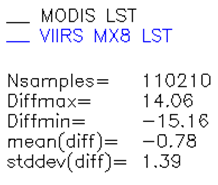 MODIS LST
VIIRS MX8 LST
Nsamples= 110210
Diffmax= 14.06
Diffmin= -15.16
mean(diff)= -0.78
stddev(diff)= 1.39